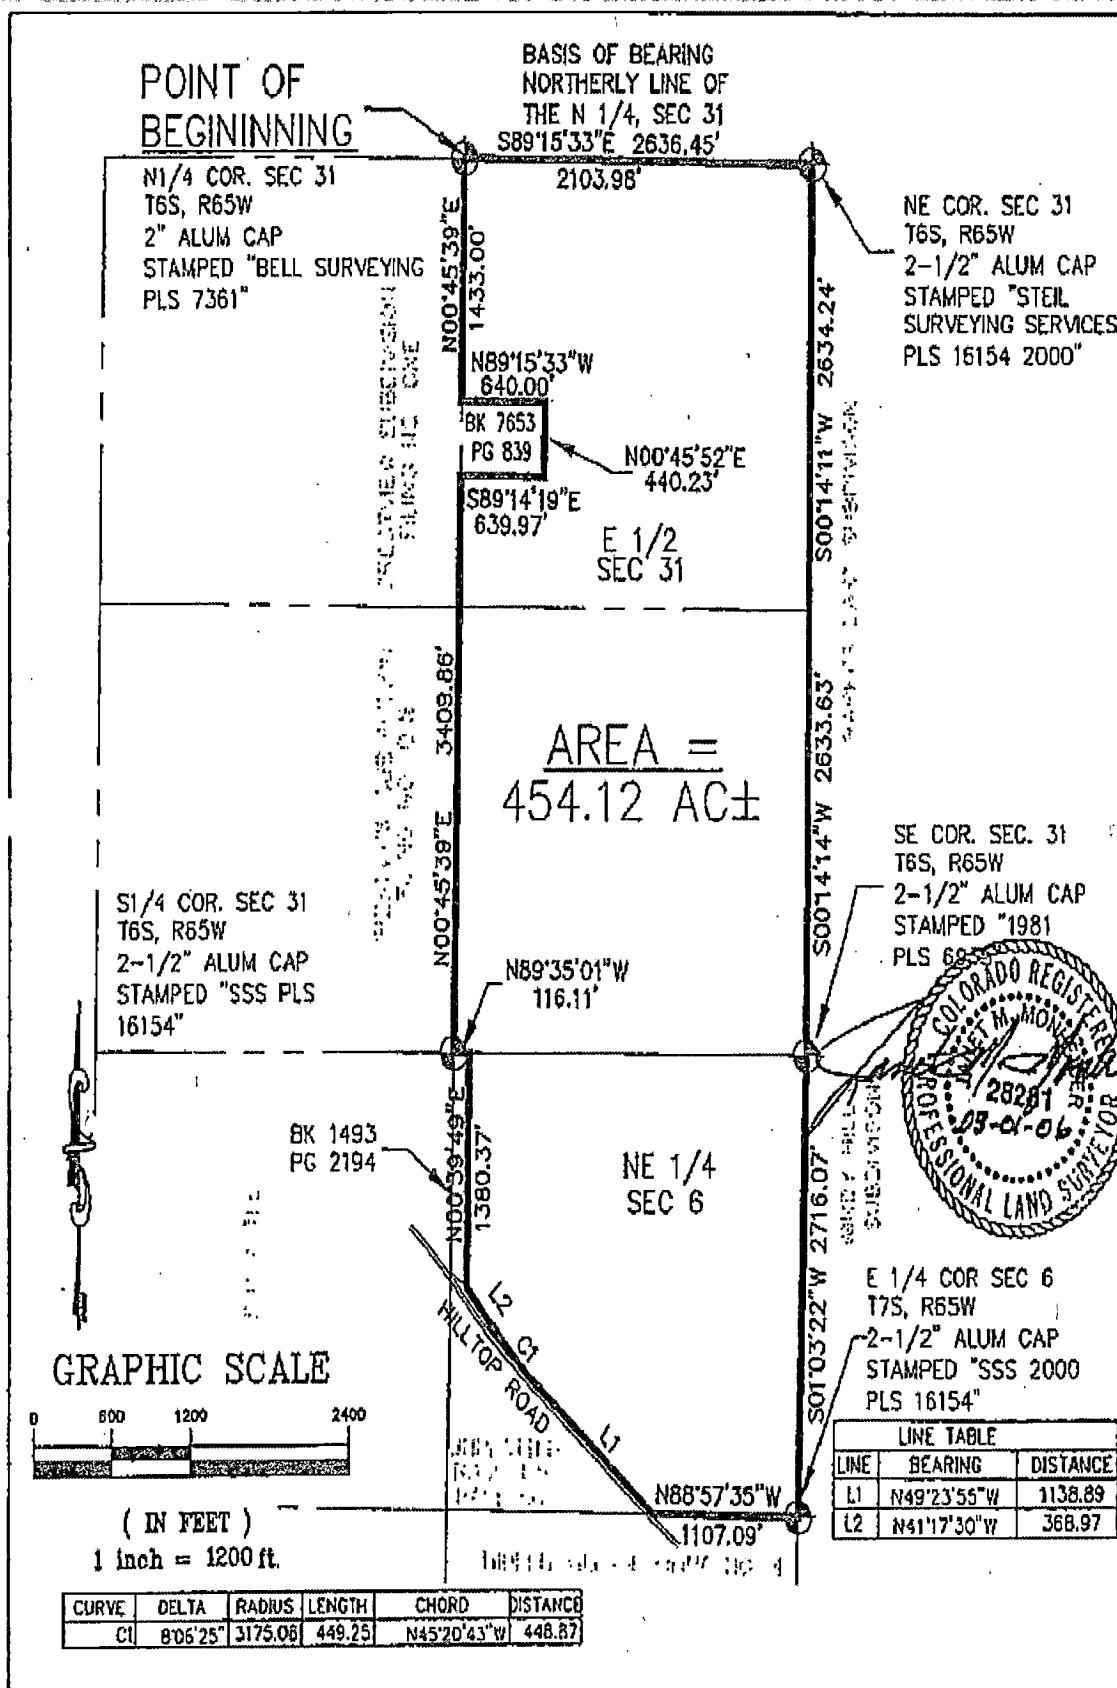 POINT OF
BEGININNING
N1/4 COR. SEC 31
T6S, R65W
2" ALUM CAP
STAMPED "BELL SURVEYING
PLS 7361"
BASIS OF BEARING
NORTHERLY LINE OF
THE N 1/4, SEC 31
S89°15'33"E 2636.45'
2103.98'
NE COR. SEC 31
T6S, R65W
2-1/2" ALUM CAP
STAMPED "STEIL
SURVEYING SERVICES
PLS 16154 2000"
N00°45'39"E
1433.00'
N89°15'33"W
640.00'
BK 7653
PG 839
N00°45'52"E
440.23'
S89°14'19"E
639.97'
E 1/2
SEC 31
S00°14'11"W 2634.24'
N00°45'39"E 3409.86'
AREA =
454.12 AC±
S00°14'14"W 2633.63'
SE COR. SEC. 31
T6S, R65W
2-1/2" ALUM CAP
STAMPED "1981
PLS
S1/4 COR. SEC 31
T6S, R65W
2-1/2" ALUM CAP
STAMPED "SSS PLS
16154"
N89°35'01"W
116.11'
COLORADO REGISTERED
PROFESSIONAL LAND SURVEYOR
28281
BK 1493
PG 2194
N00°39'49"E
1380.37'
NE 1/4
SEC 6
S01°03'22"W 2716.07'
SUBDIVISION
E 1/4 COR SEC 6
T7S, R65W
2-1/2" ALUM CAP
STAMPED "SSS 2000
PLS 16154"
L2
C1
L1
HILLTOP ROAD
N88°57'35"W
1107.09'
GRAPHIC SCALE
0 600 1200 2400
( IN FEET )
1 inch = 1200 ft.
LINE TABLE
LINE BEARING DISTANCE
L1 N49°23'55"W 1138.89
L2 N41°17'30"W 368.97
CURVE DELTA RADIUS LENGTH CHORD DISTANCE
C1 8°06'25" 3175.06 449.25 N45°20'43"W 448.87